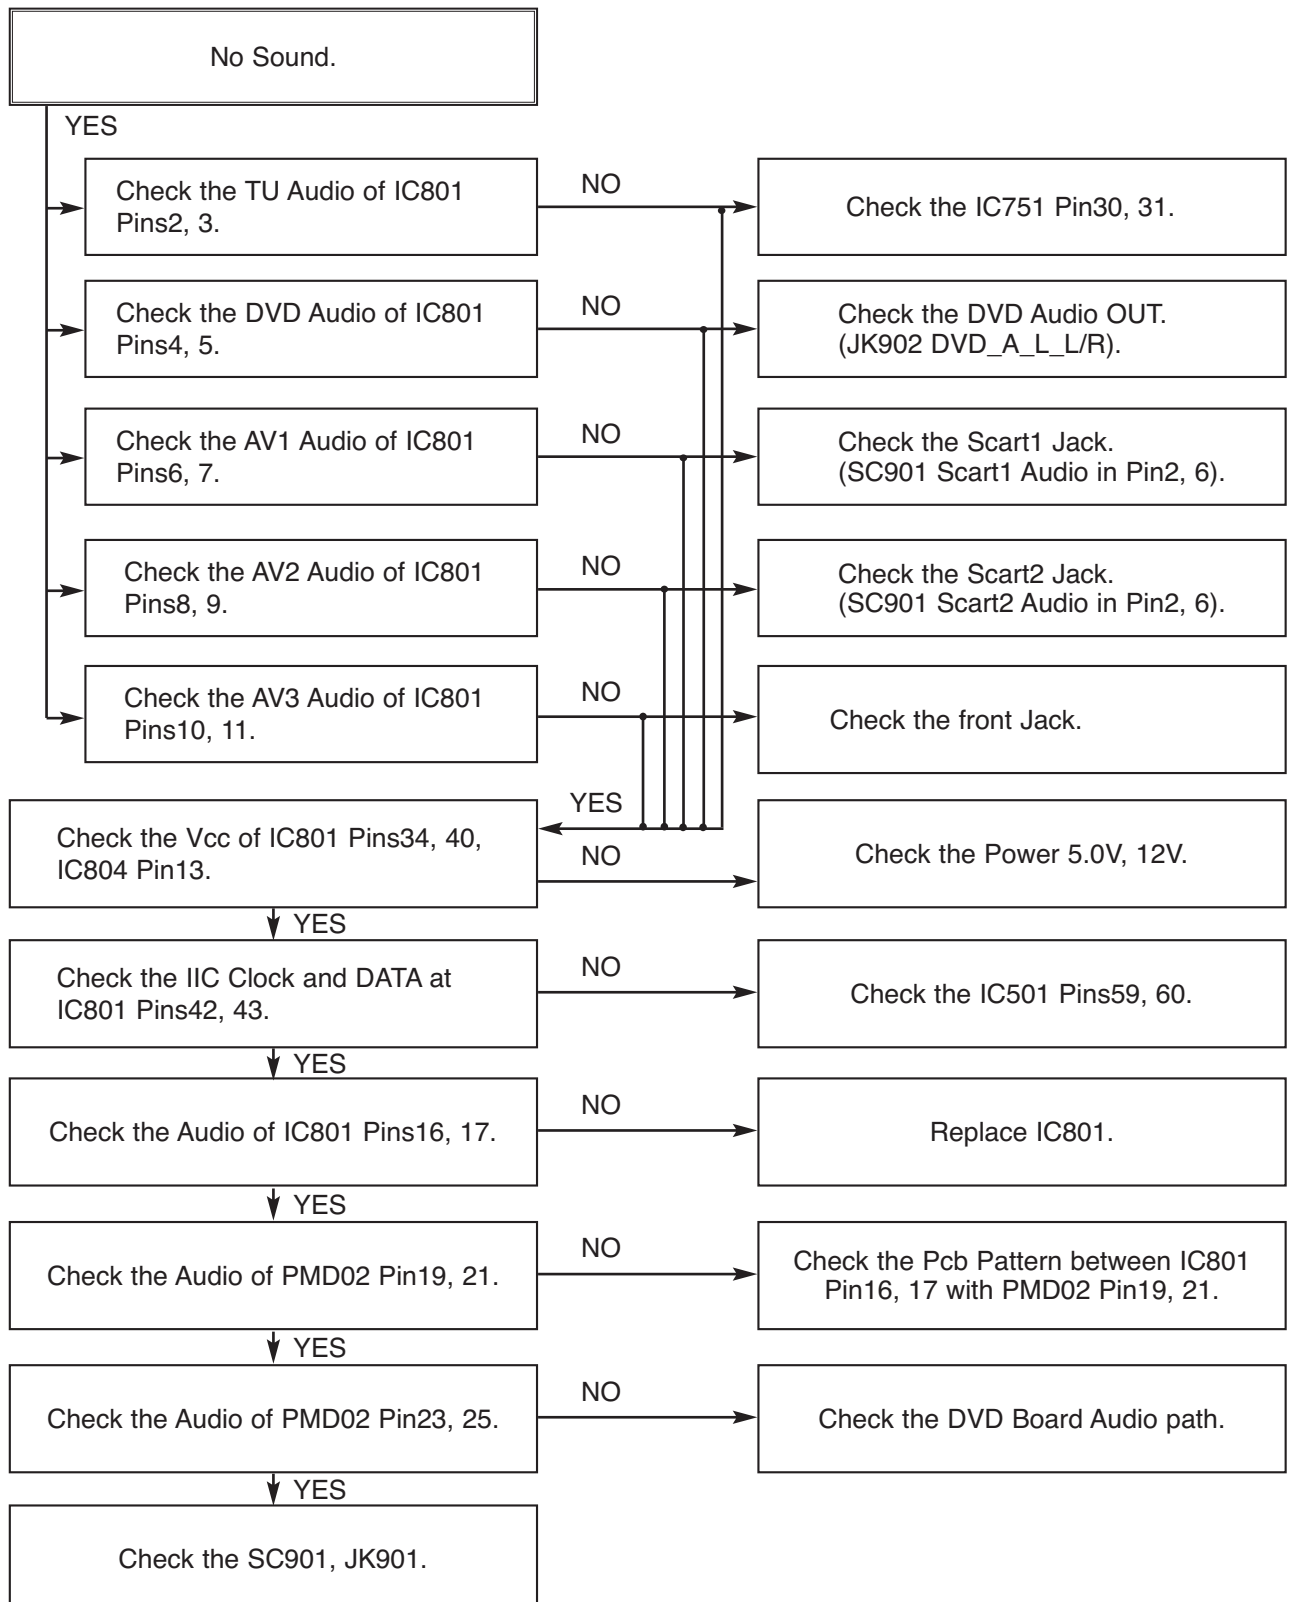 No Sound.
YES
Check the TU Audio of IC801
Pins2, 3.
NO
Check the IC751 Pin30, 31.
Check the DVD Audio of IC801
Pins4, 5.
NO
Check the DVD Audio OUT.
(JK902 DVD_A_L_L/R).
Check the AV1 Audio of IC801
Pins6, 7.
NO
Check the Scart1 Jack.
(SC901 Scart1 Audio in Pin2, 6).
Check the AV2 Audio of IC801
Pins8, 9.
NO
Check the Scart2 Jack.
(SC901 Scart2 Audio in Pin2, 6).
Check the AV3 Audio of IC801
Pins10, 11.
NO
Check the front Jack.
YES
Check the Vcc of IC801 Pins34, 40,
IC804 Pin13.
NO
Check the Power 5.0V, 12V.
YES
Check the IIC Clock and DATA at
IC801 Pins42, 43.
NO
Check the IC501 Pins59, 60.
YES
Check the Audio of IC801 Pins16, 17.
NO
Replace IC801.
YES
Check the Audio of PMD02 Pin19, 21.
NO
Check the Pcb Pattern between IC801
Pin16, 17 with PMD02 Pin19, 21.
YES
Check the Audio of PMD02 Pin23, 25.
NO
Check the DVD Board Audio path.
YES
Check the SC901, JK901.